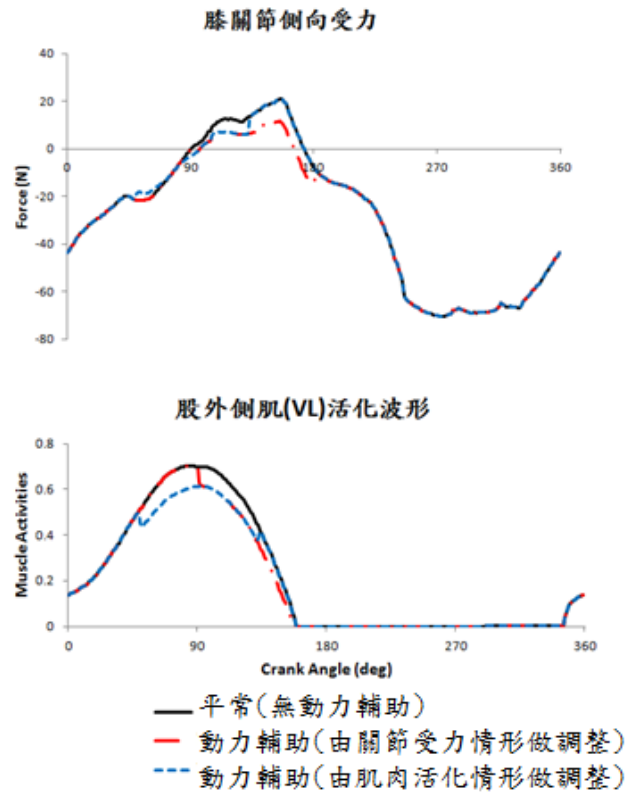 膝關節側向受力
40
20
0
-20
-40
-60
-80
Force (N)
0
90
180
270
360
股外側肌(VL)活化波形
0.8
0.6
0.4
0.2
0
Muscle Activities
0
90
180
270
360
Crank Angle (deg)
平常(無動力輔助)
動力輔助(由關節受力情形做調整)
動力輔助(由肌肉活化情形做調整)